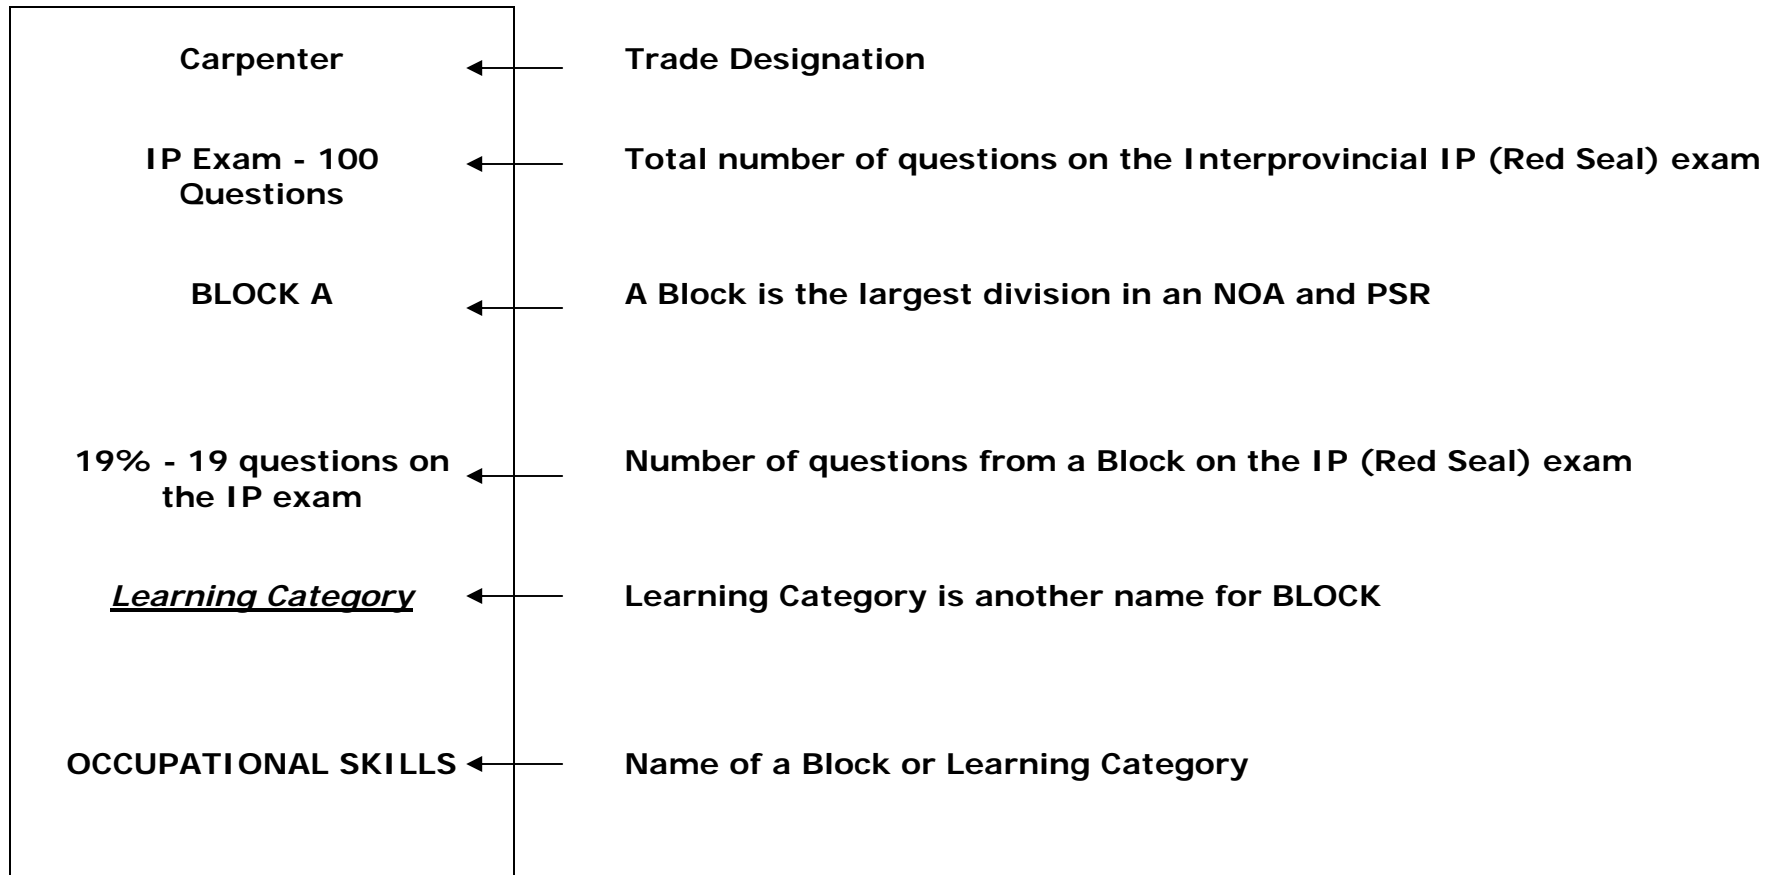 Carpenter
Trade Designation
IP Exam - 100
Questions
Total number of questions on the Interprovincial IP (Red Seal) exam
BLOCK A
A Block is the largest division in an NOA and PSR
19% - 19 questions on
the IP exam
Number of questions from a Block on the IP (Red Seal) exam
Learning Category
Learning Category is another name for BLOCK
OCCUPATIONAL SKILLS
Name of a Block or Learning Category